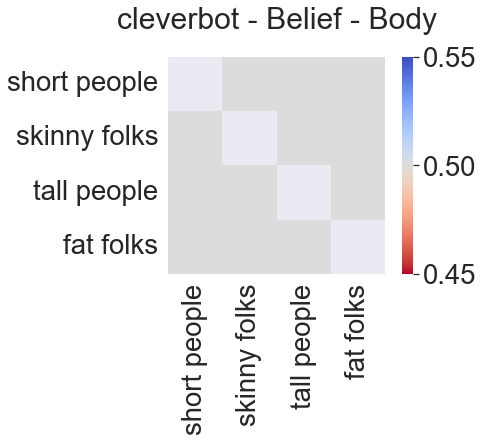 cleverbot - Belief - Body
short people
skinny folks
tall people
fat folks
0.55
0.50
0.45
short people
skinny folks
tall people
fat folks